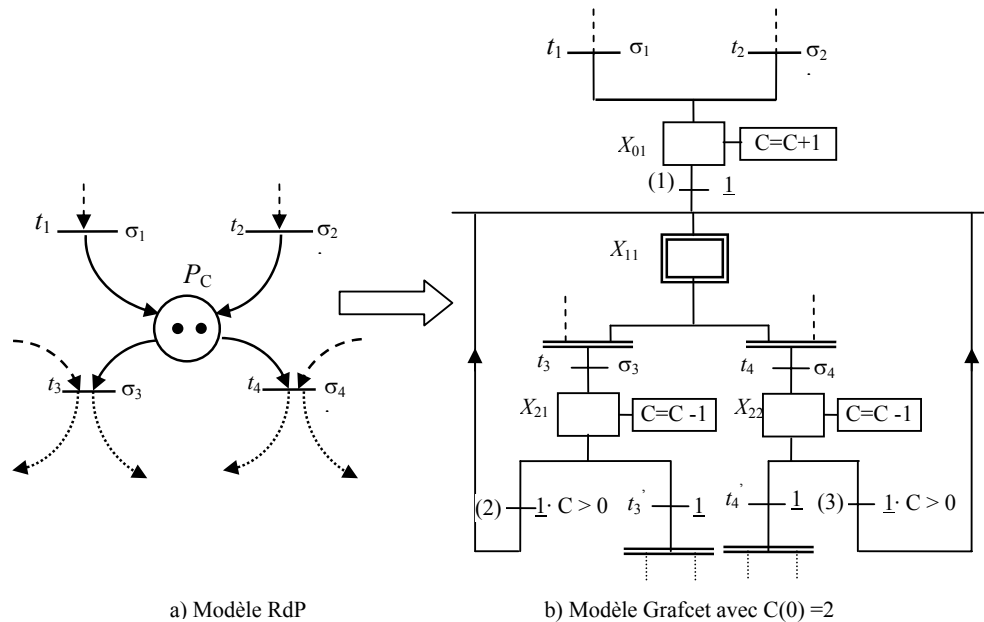 t1 σ1
t2 σ2
X01
C=C+1
(1) 1
t1 σ1
t2 σ2
PC
X11
t3 σ3
t4 σ4
t3 σ3
t4 σ4
X21
C=C -1
X22
C=C -1
(2) 1· C > 0
t3' 1
t4' 1
(3) 1· C > 0
a) Modèle RdP
b) Modèle Grafcet avec C(0) =2